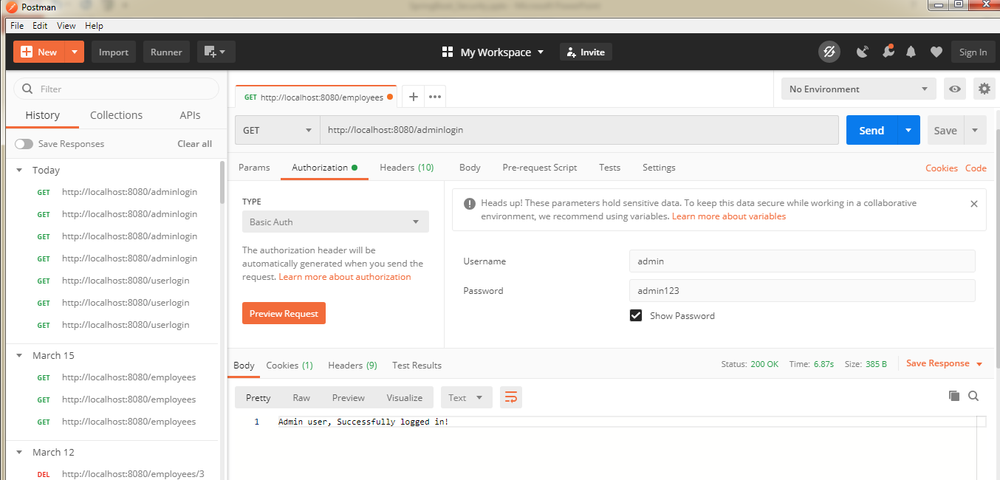 Postman
File Edit View Help
New Import Runner My Workspace Invite Sign In
Filter
History Collections APIs
Save Responses Clear all
Today
GET http://localhost:8080/adminlogin
GET http://localhost:8080/adminlogin
GET http://localhost:8080/adminlogin
GET http://localhost:8080/adminlogin
GET http://localhost:8080/userlogin
GET http://localhost:8080/userlogin
GET http://localhost:8080/userlogin
March 15
GET http://localhost:8080/employees
GET http://localhost:8080/employees
GET http://localhost:8080/employees
March 12
DEL http://localhost:8080/employees/3
GET http://localhost:8080/employees
No Environment
GET http://localhost:8080/adminlogin Send Save
Params Authorization Headers (10) Body Pre-request Script Tests Settings Cookies Code
TYPE
Basic Auth
The authorization header will be
automatically generated when you send the
request. Learn more about authorization
Preview Request
Heads up! These parameters hold sensitive data. To keep this data secure while working in a collaborative
environment, we recommend using variables. Learn more about variables
Username admin
Password admin123
Show Password
Body Cookies (1) Headers (9) Test Results Status: 200 OK Time: 6.87s Size: 385 B Save Response
Pretty Raw Preview Visualize Text
1 Admin user, Successfully logged in!